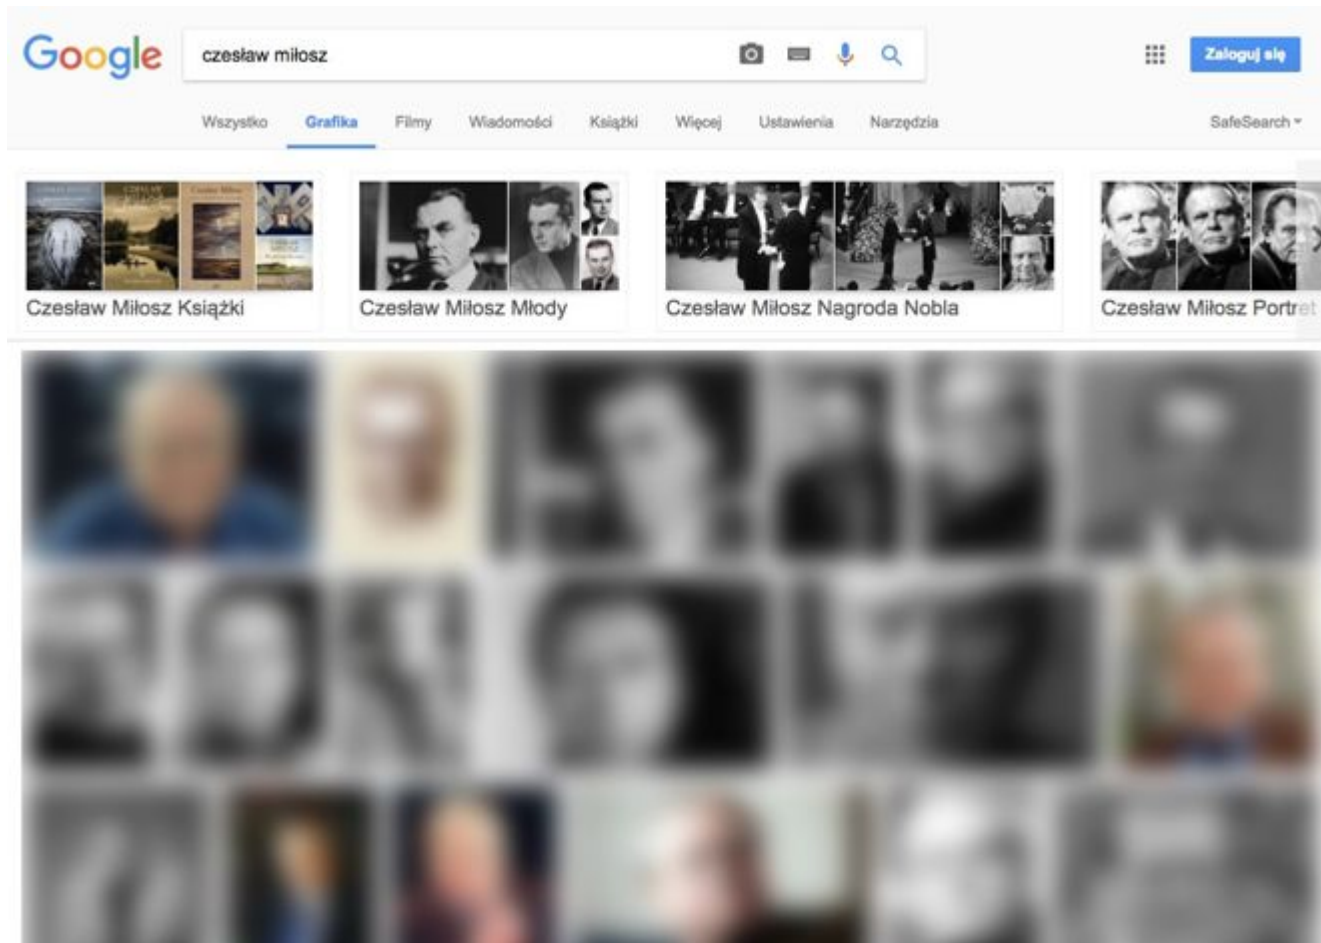 Google
czesław miłosz
Zaloguj się
Wszystko Grafika Filmy Wiadomości Książki Więcej Ustawienia Narzędzia SafeSearch
Czesław Miłosz Książki
Czesław Miłosz Młody
Czesław Miłosz Nagroda Nobla
Czesław Miłosz Portret